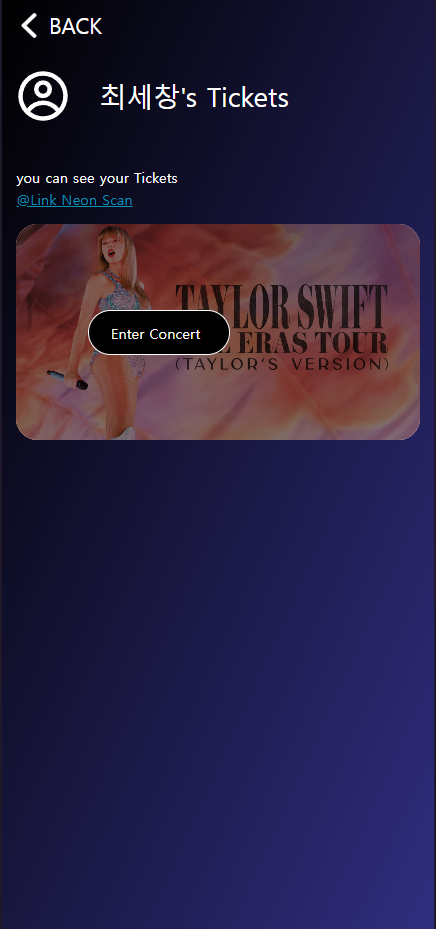 BACK
최세창's Tickets
you can see your Tickets
@Link Neon Scan
TAYLOR SWIFT
Enter Concert
ERAS TOUR
(TAYLOR'S VERSION)